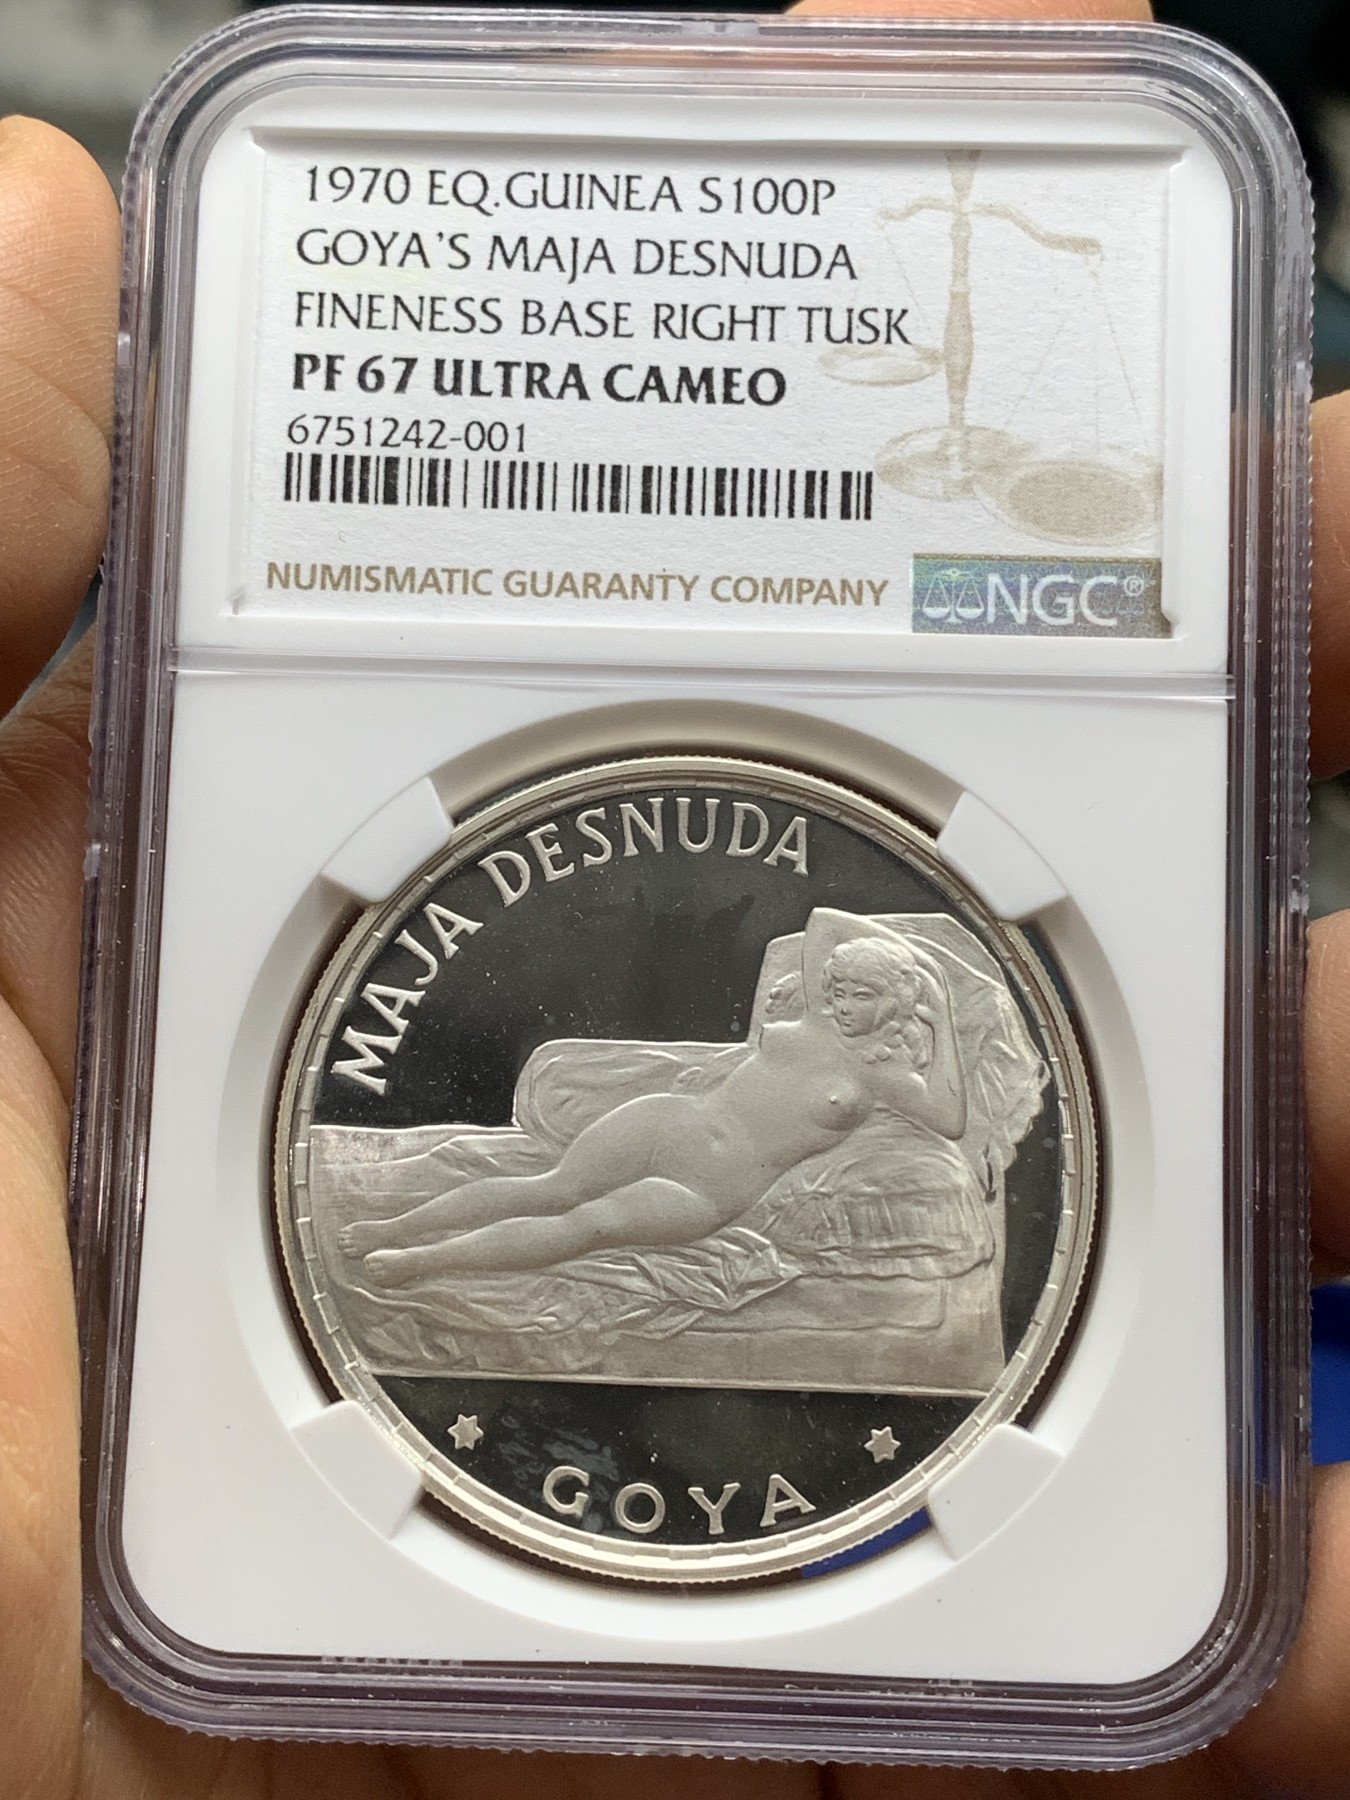 1970 EQ.GUINEA S100P
GOYA'S MAJA DESNUDA
FINENESS BASE RIGHT TUSK
PF 67 ULTRA CAMEO
6751242-001
NUMISMATIC GUARANTY COMPANY
NGC®
MAJA DESNUDA
GOYA